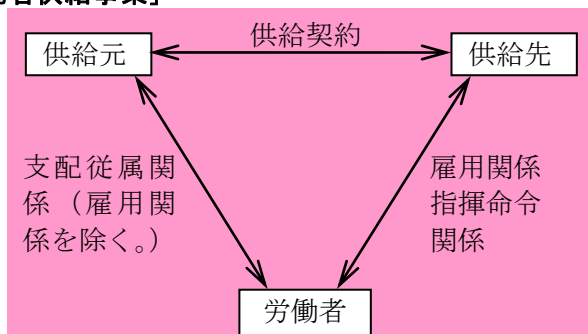 者供給事業］
供給契約
供給元
供給先
支配従属関
係（雇用関
係を除く。）
雇用関係
指揮命令
関係
労働者